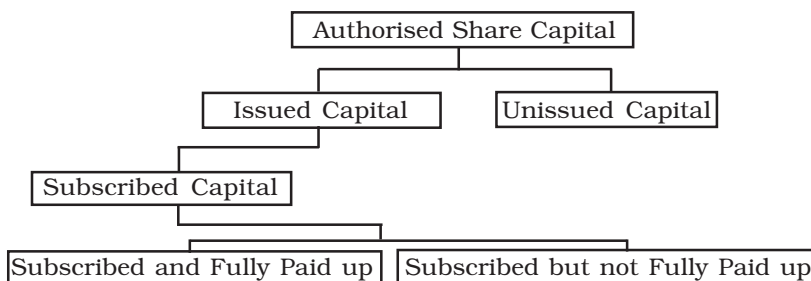 Authorised Share Capital
Issued Capital
Unissued Capital
Subscribed Capital
Subscribed and Fully Paid up
Subscribed but not Fully Paid up